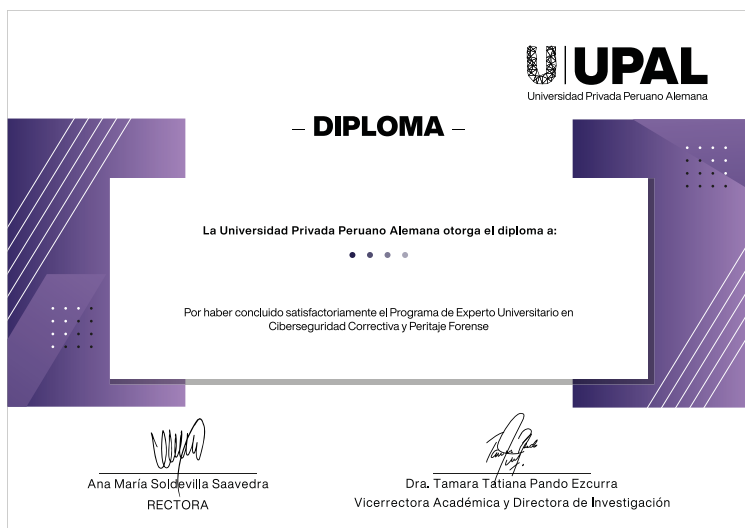 UPAL
Universidad Privada Peruano Alemana
– DIPLOMA –
La Universidad Privada Peruano Alemana otorga el diploma a:
Por haber concluido satisfactoriamente el Programa de Experto Universitario en
Ciberseguridad Correctiva y Peritaje Forense
Ana María Soldevilla Saavedra
RECTORA
Dra. Tamara Tatiana Pando Ezcurra
Vicerrectora Académica y Directora de Investigación